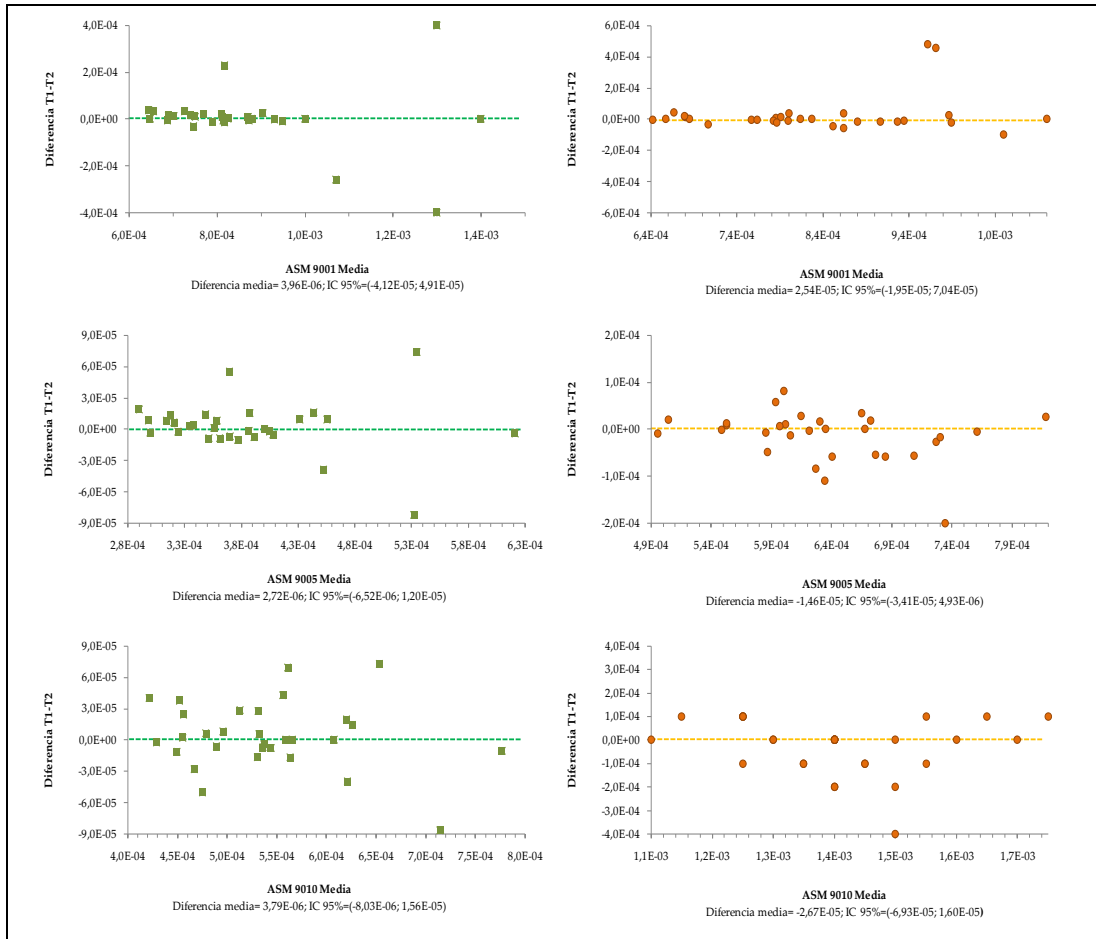 Diferencia T1-T2
4,0E-04
2,0E-04
0,0E+00
-2,0E-04
-4,0E-04
6,0E-04 8,0E-04 1,0E-03 1,2E-03 1,4E-03
ASM 9001 Media
Diferencia media= 3,96E-06; IC 95%=(-4,12E-05; 4,91E-05)
Diferencia T1-T2
6,0E-04
4,0E-04
2,0E-04
0,0E+00
-2,0E-04
-4,0E-04
-6,0E-04
6,4E-04 7,4E-04 8,4E-04 9,4E-04 1,0E-03
ASM 9001 Media
Diferencia media= 2,54E-05; IC 95%=(-1,95E-05; 7,04E-05)
Diferencia T1-T2
9,0E-05
6,0E-05
3,0E-05
0,0E+00
-3,0E-05
-6,0E-05
-9,0E-05
2,8E-04 3,3E-04 3,8E-04 4,3E-04 4,8E-04 5,3E-04 5,8E-04 6,3E-04
ASM 9005 Media
Diferencia media= 2,72E-06; IC 95%=(-6,52E-06; 1,20E-05)
Diferencia T1-T2
2,0E-04
1,0E-04
0,0E+00
-1,0E-04
-2,0E-04
4,9E-04 5,4E-04 5,9E-04 6,4E-04 6,9E-04 7,4E-04 7,9E-04
ASM 9005 Media
Diferencia media= -1,46E-05; IC 95%=(-3,41E-05; 4,93E-06)
Diferencia T1-T2
9,0E-05
6,0E-05
3,0E-05
0,0E+00
-3,0E-05
-6,0E-05
-9,0E-05
4,0E-04 4,5E-04 5,0E-04 5,5E-04 6,0E-04 6,5E-04 7,0E-04 7,5E-04 8,0E-04
ASM 9010 Media
Diferencia media= 3,79E-06; IC 95%=(-8,03E-06; 1,56E-05)
Diferencia T1-T2
4,0E-04
3,0E-04
2,0E-04
1,0E-04
0,0E+00
-1,0E-04
-2,0E-04
-3,0E-04
-4,0E-04
1,1E-03 1,2E-03 1,3E-03 1,4E-03 1,5E-03 1,6E-03 1,7E-03
ASM 9010 Media
Diferencia media= -2,67E-05; IC 95%=(-6,93E-05; 1,60E-05)